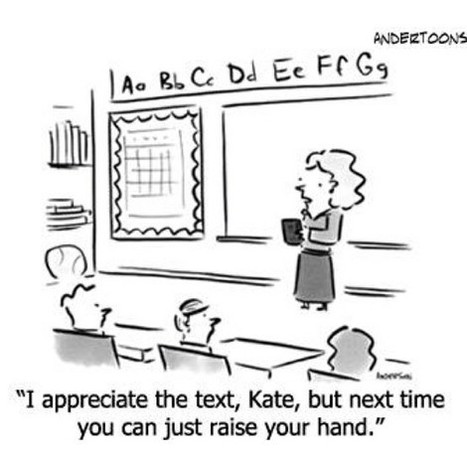 ANDERTOONS
Aa Bb Cc Dd Ee Ff Gg
"I appreciate the text, Kate, but next time
you can just raise your hand."